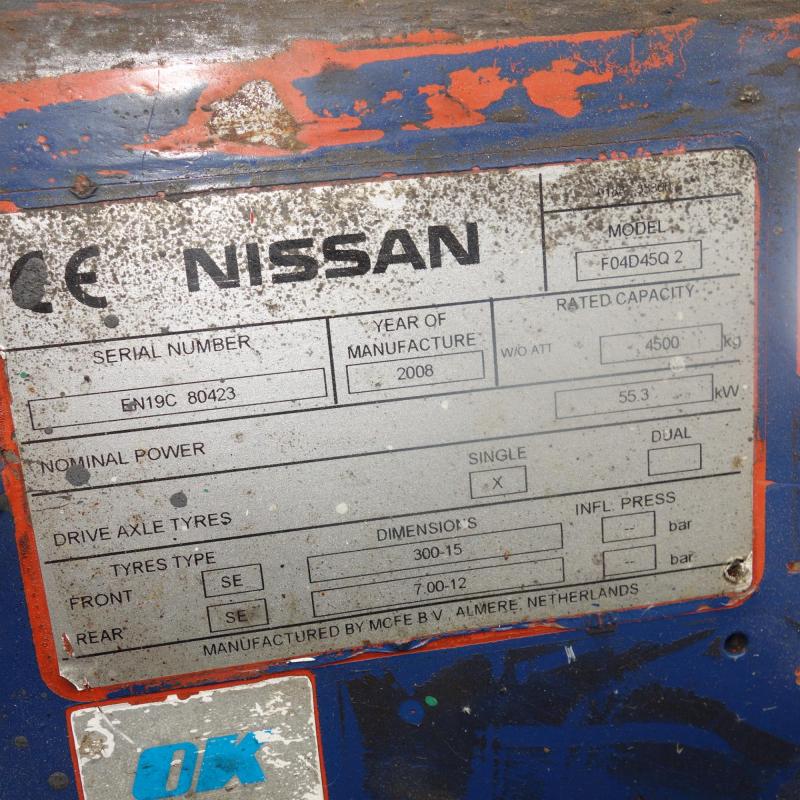 CE NISSAN
MODEL
F04D45Q 2
SERIAL NUMBER
EN19C 80423
YEAR OF
MANUFACTURE
2008
RATED CAPACITY
W/O ATT 4500 kg
NOMINAL POWER 55.3 kW
DRIVE AXLE TYRES
SINGLE
X
DUAL
TYRES TYPE DIMENSIONS INFL. PRESS
FRONT SE 300-15 -- bar
REAR SE 7.00-12 -- bar
MANUFACTURED BY MCFE B.V. ALMERE, NETHERLANDS
OK